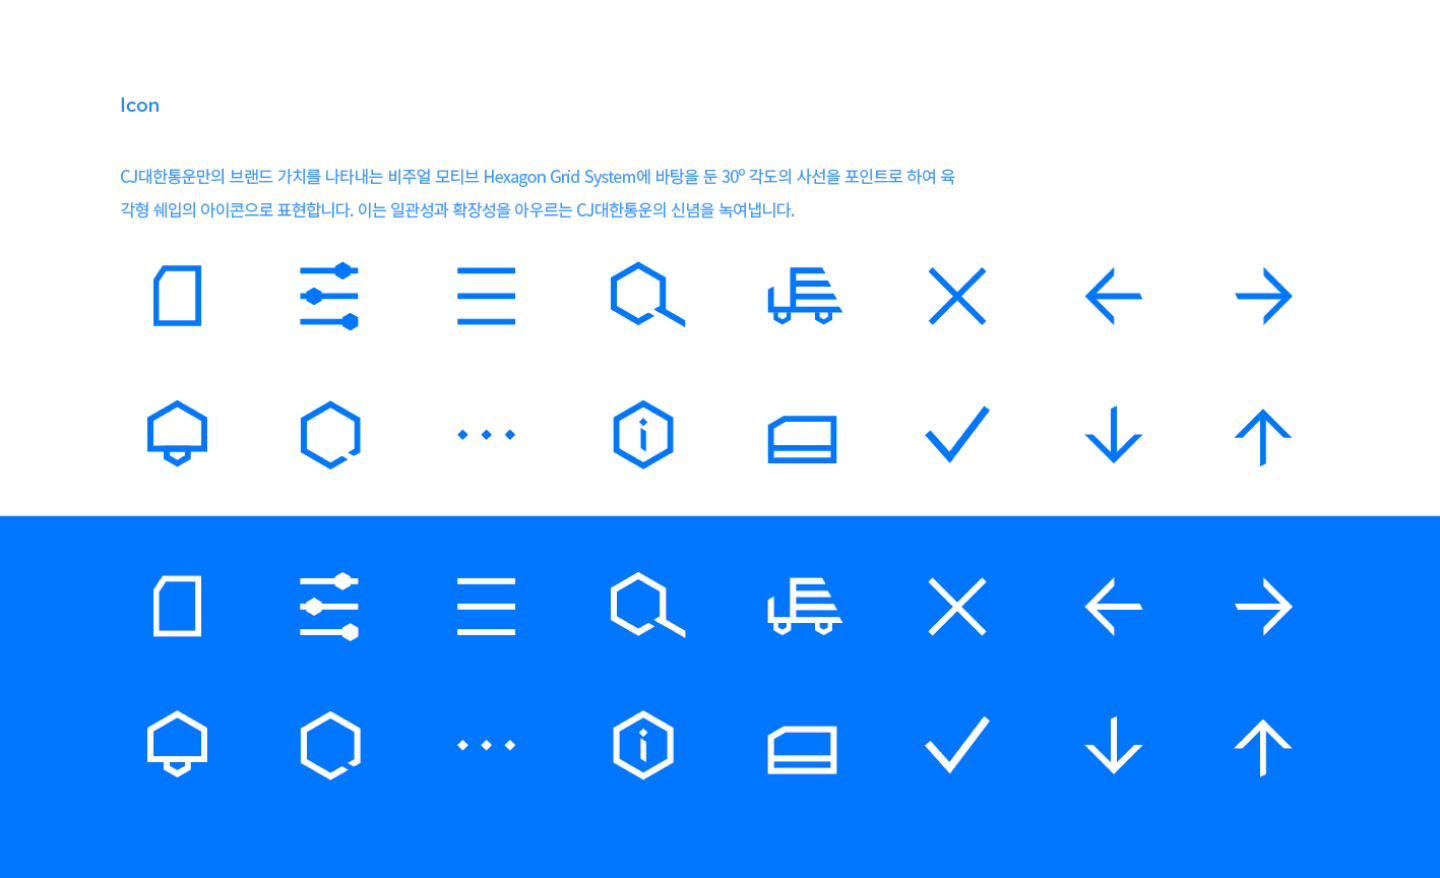 Icon
CJ대한통운만의 브랜드 가치를 나타내는 비주얼 모티브 Hexagon Grid System에 바탕을 둔 30º 각도의 사선을 포인트로 하여 육
각형 쉐입의 아이콘으로 표현합니다. 이는 일관성과 확장성을 아우르는 CJ대한통운의 신념을 녹여냅니다.